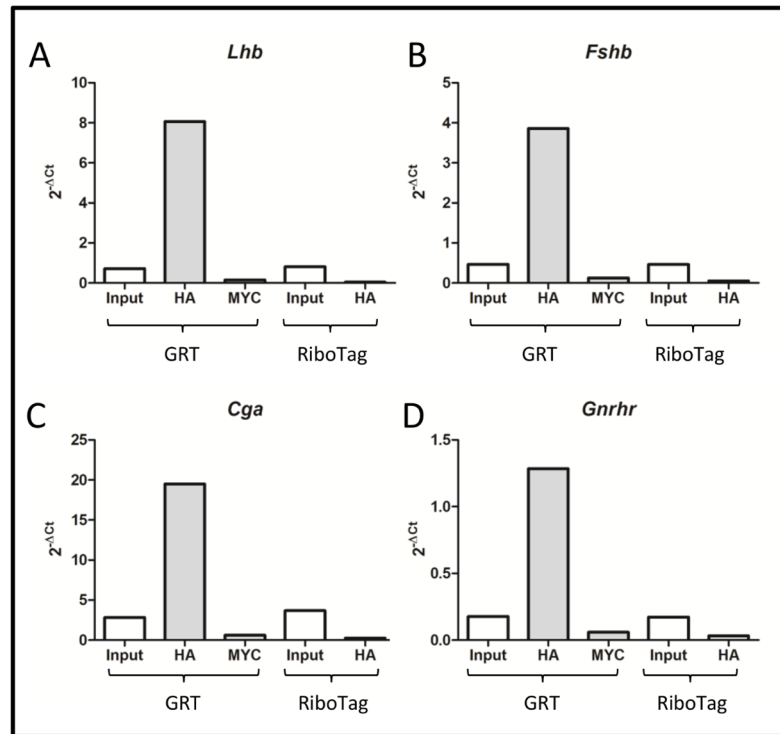 A
Lhb
10
8
6
4
2
0
2-ΔCt
Input HA MYC Input HA
GRT RiboTag
B
Fshb
5
4
3
2
1
0
2-ΔCt
Input HA MYC Input HA
GRT RiboTag
C
Cga
25
20
15
10
5
0
2-ΔCt
Input HA MYC Input HA
GRT RiboTag
D
Gnrhr
1.5
1.0
0.5
0.0
2-ΔCt
Input HA MYC Input HA
GRT RiboTag